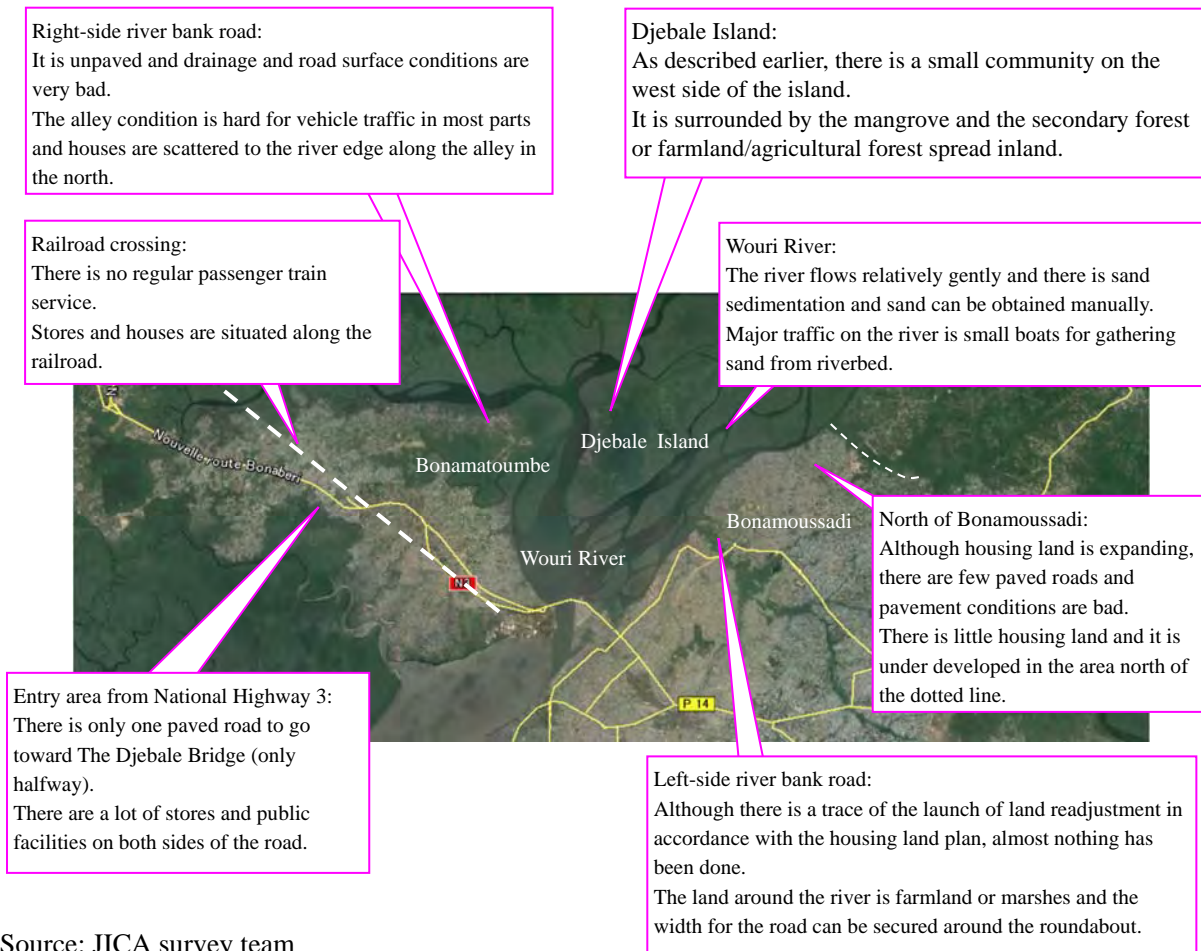 Right-side river bank road:
It is unpaved and drainage and road surface conditions are
very bad.
The alley condition is hard for vehicle traffic in most parts
and houses are scattered to the river edge along the alley in
the north.
Djebale Island:
As described earlier, there is a small community on the
west side of the island.
It is surrounded by the mangrove and the secondary forest
or farmland/agricultural forest spread inland.
Railroad crossing:
There is no regular passenger train
service.
Stores and houses are situated along the
railroad.
Wouri River:
The river flows relatively gently and there is sand
sedimentation and sand can be obtained manually.
Major traffic on the river is small boats for gathering
sand from riverbed.
Nouvelle route Bonaberi
Bonamatoumbe
Djebale Island
Bonamoussadi
Wouri River
P 14
North of Bonamoussadi:
Although housing land is expanding,
there are few paved roads and
pavement conditions are bad.
There is little housing land and it is
under developed in the area north of
the dotted line.
Entry area from National Highway 3:
There is only one paved road to go
toward The Djebale Bridge (only
halfway).
There are a lot of stores and public
facilities on both sides of the road.
Left-side river bank road:
Although there is a trace of the launch of land readjustment in
accordance with the housing land plan, almost nothing has
been done.
The land around the river is farmland or marshes and the
width for the road can be secured around the roundabout.
Source: JICA survey team